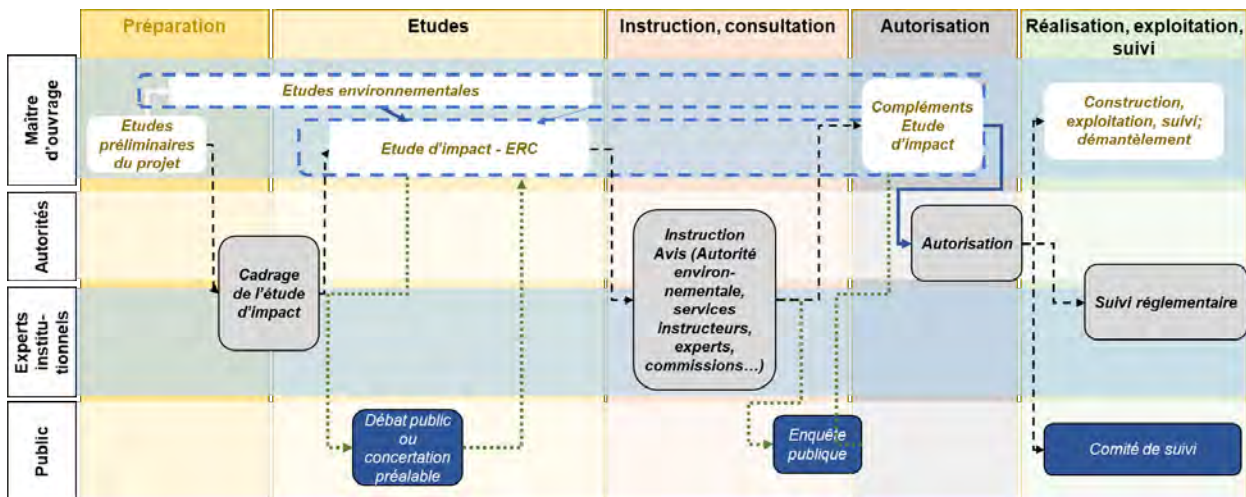 Préparation
Etudes
Instruction, consultation
Autorisation
Réalisation, exploitation,
suivi
Maître
d'ouvrage
Etudes environnementales
Etudes
préliminaires
du projet
Etude d'impact - ERC
Compléments
Etude
d'impact
Construction,
exploitation, suivi;
démantèlement
Autorités
Cadrage
de l'étude
d'impact
Instruction
Avis (Autorité
environ-
nementale,
services
instructeurs,
experts,
commissions…)
Autorisation
Experts
institu-
tionnels
Suivi réglementaire
Public
Débat public
ou
concertation
préalable
Enquête
publique
Comité de suivi